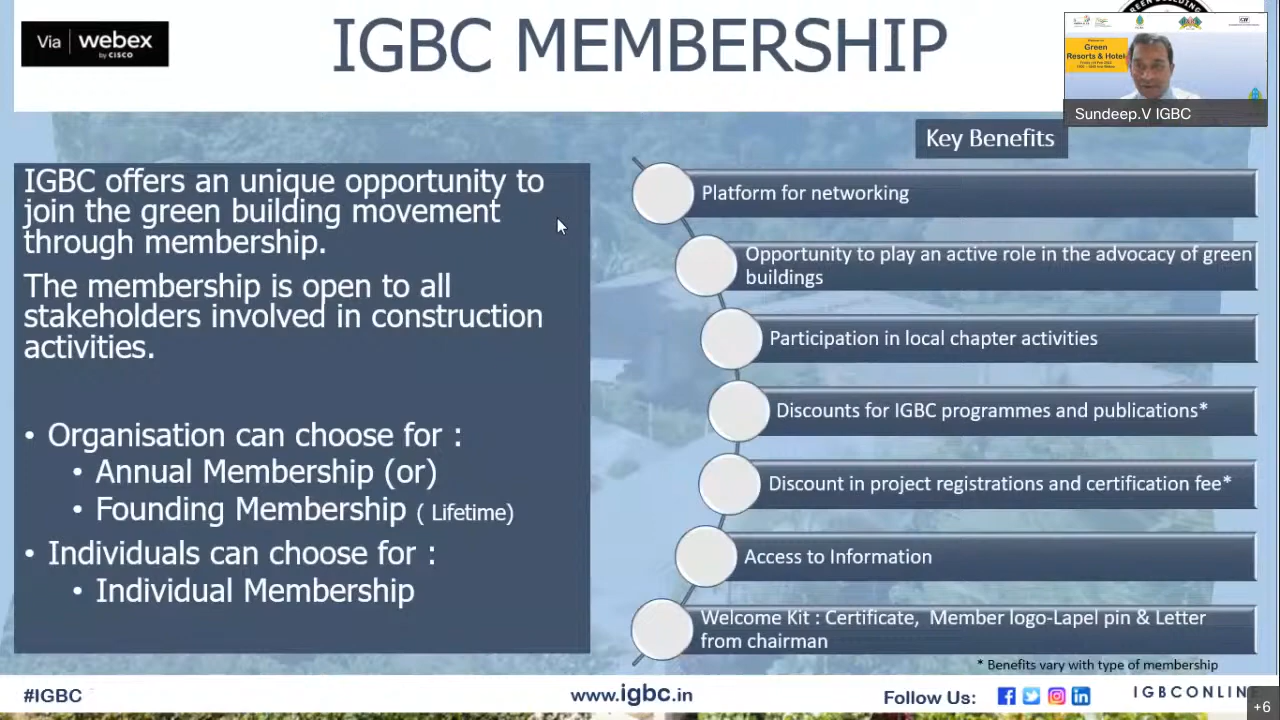 Via webex
by CISCO
IGBC MEMBERSHIP
GREEN BUILDING
Green
Resorts & Hotel
Sundeep.V IGBC
Key Benefits
IGBC offers an unique opportunity to
join the green building movement
through membership.
The membership is open to all
stakeholders involved in construction
activities.
• Organisation can choose for :
• Annual Membership (or)
• Founding Membership ( Lifetime)
• Individuals can choose for :
• Individual Membership
Platform for networking
Opportunity to play an active role in the advocacy of green
buildings
Participation in local chapter activities
Discounts for IGBC programmes and publications*
Discount in project registrations and certification fee*
Access to Information
Welcome Kit : Certificate, Member logo-Lapel pin & Letter
from chairman
* Benefits vary with type of membership
#IGBC
www.igbc.in
Follow Us:
IGBCONLINE
+6